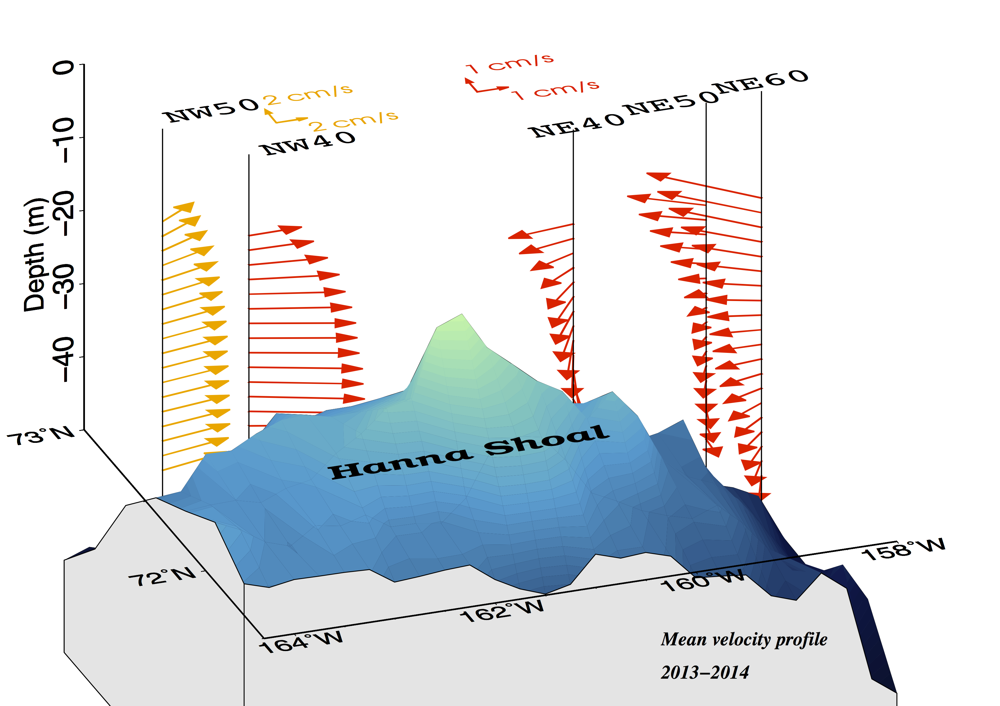 0
−10
−20
−30
−40
Depth (m)
1 cm/s
1 cm/s
2 cm/s
2 cm/s
NW50
NW40
NE40
NE50
NE60
Hanna Shoal
73°N
72°N
164°W
162°W
160°W
158°W
Mean velocity profile
2013−2014